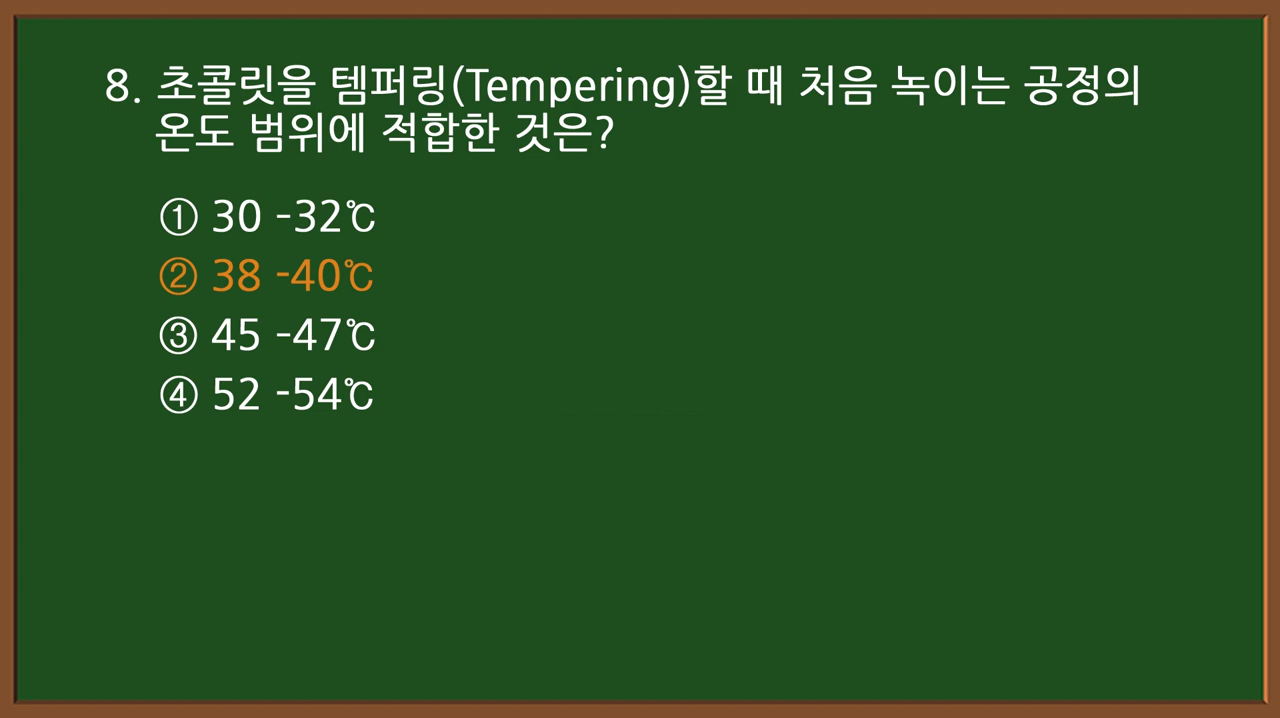 8. 초콜릿을 템퍼링(Tempering)할 때 처음 녹이는 공정의
온도 범위에 적합한 것은?
① 30 -32℃
② 38 -40℃
③ 45 -47℃
④ 52 -54℃